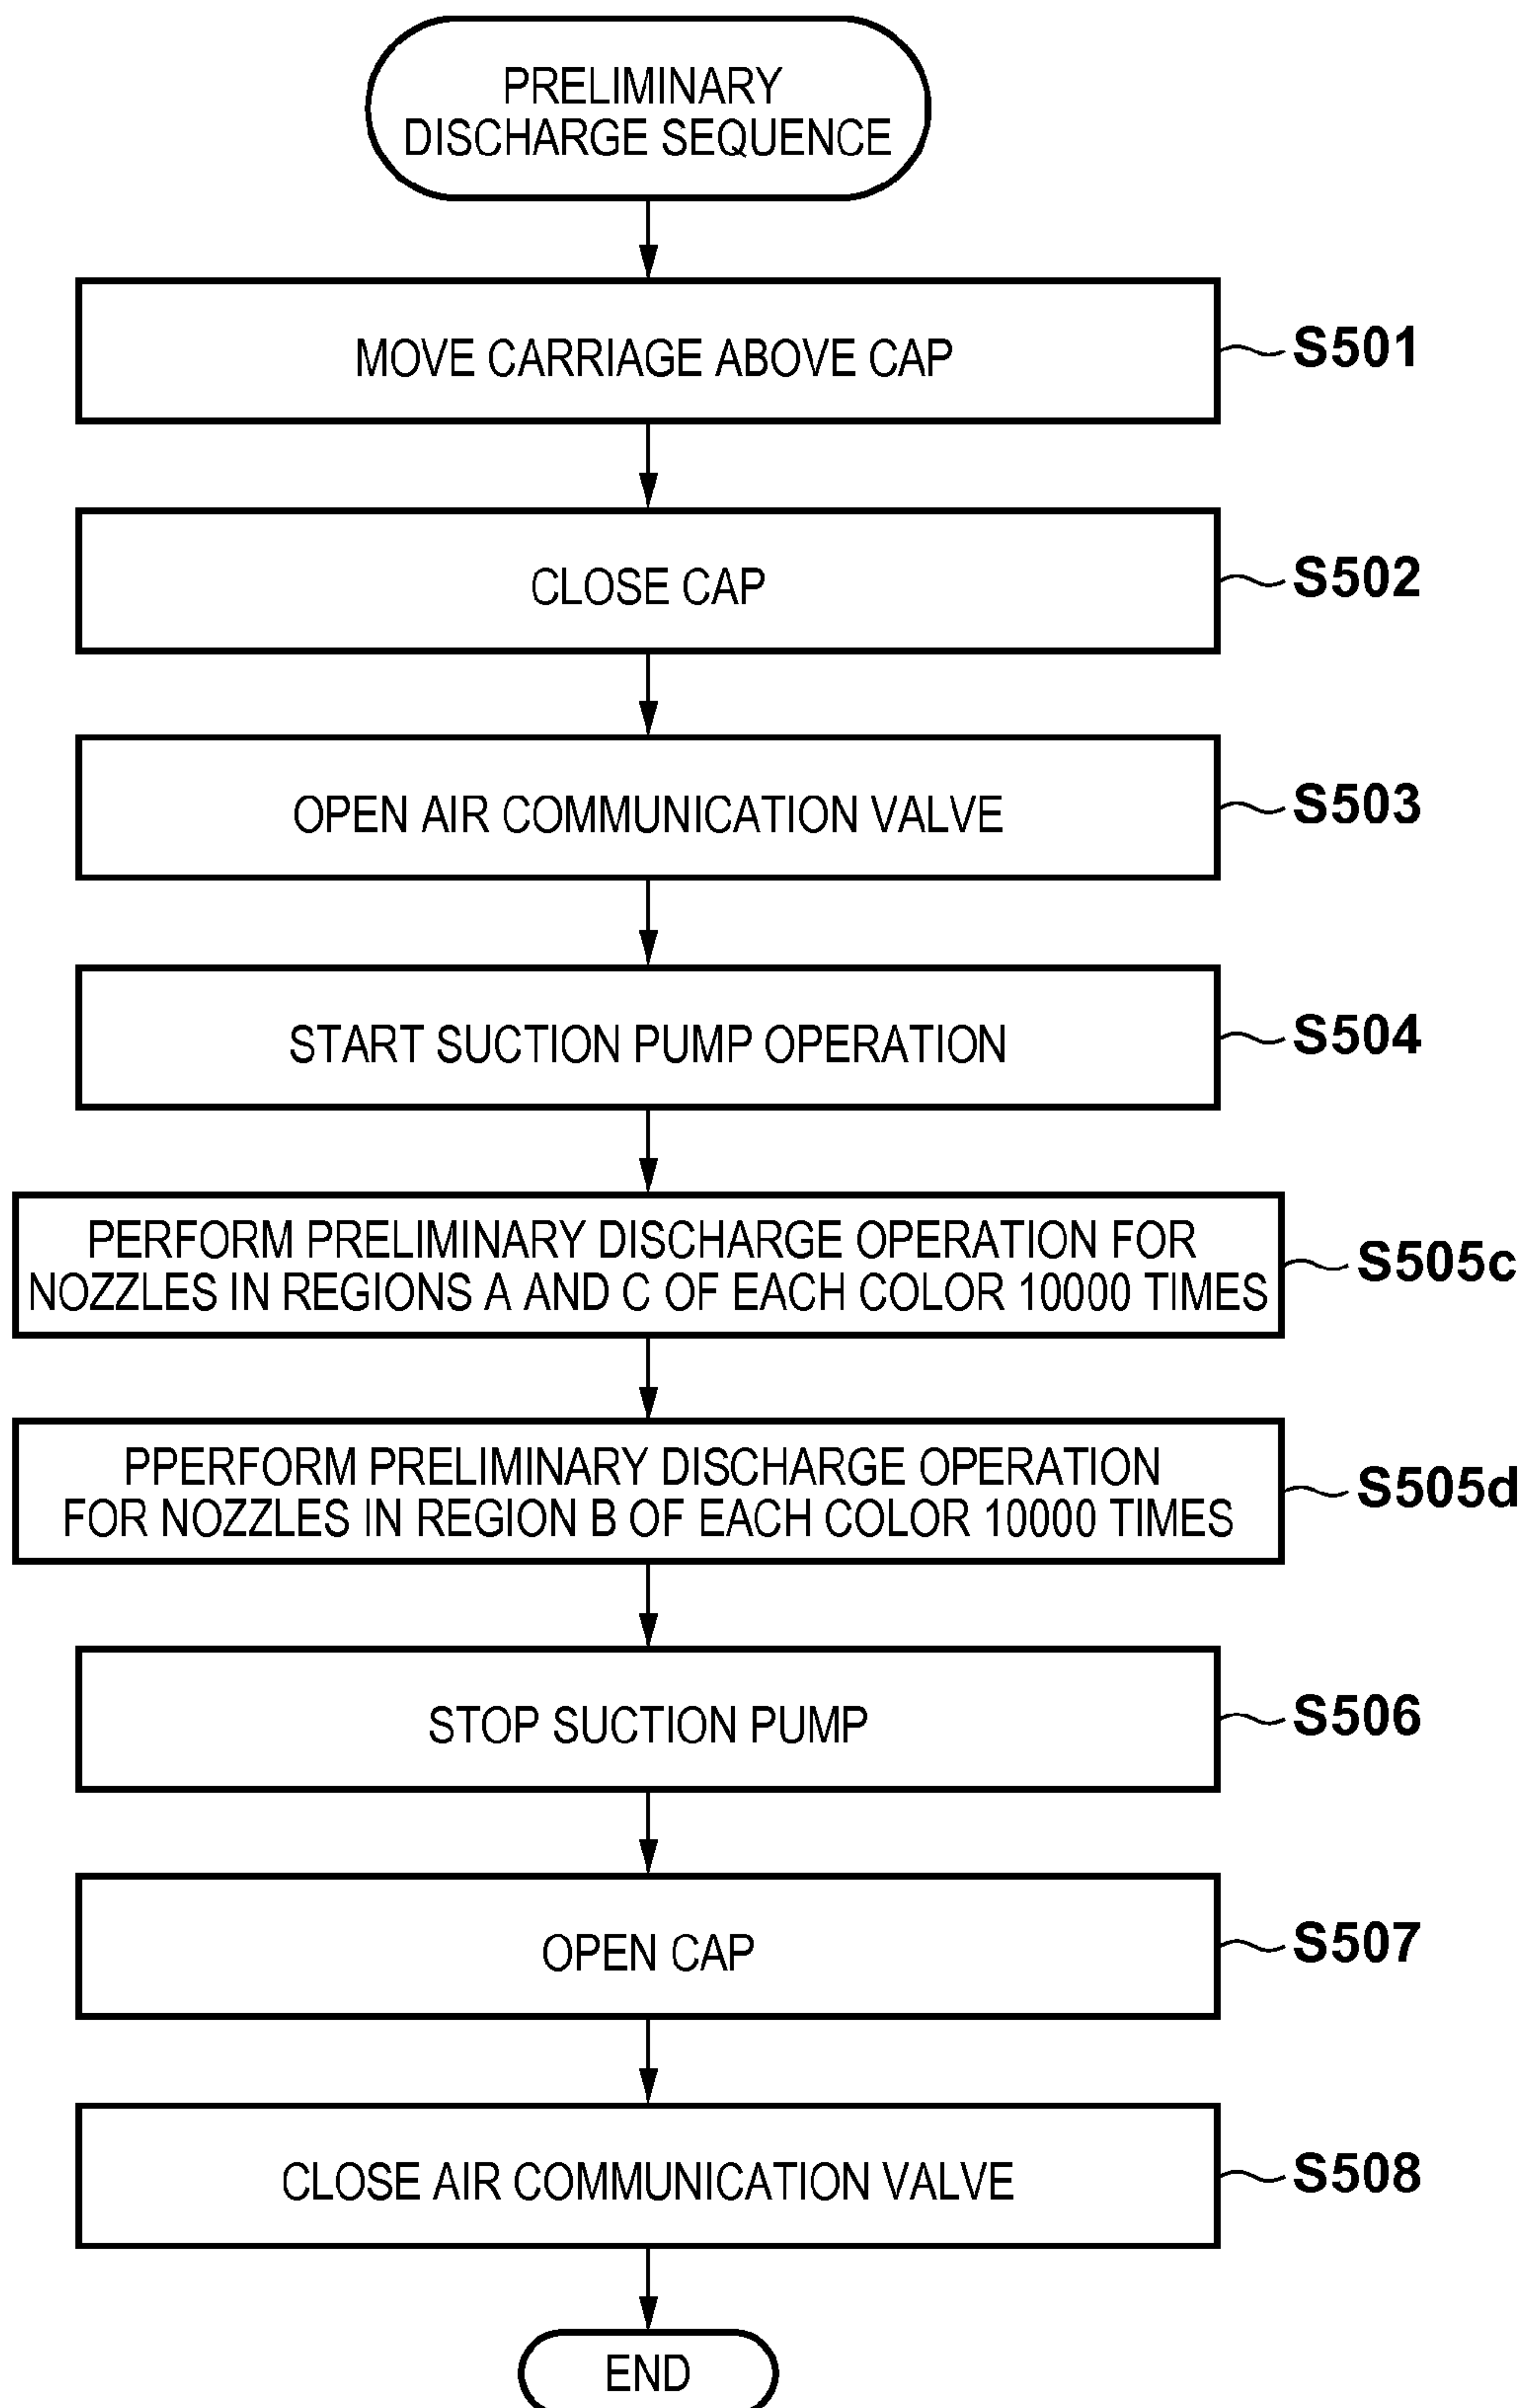 PRELIMINARY
DISCHARGE SEQUENCE
MOVE CARRIAGE ABOVE CAP
S501
CLOSE CAP
S502
OPEN AIR COMMUNICATION VALVE
S503
START SUCTION PUMP OPERATION
S504
PERFORM PRELIMINARY DISCHARGE OPERATION FOR
NOZZLES IN REGIONS A AND C OF EACH COLOR 10000 TIMES
S505c
PPERFORM PRELIMINARY DISCHARGE OPERATION
FOR NOZZLES IN REGION B OF EACH COLOR 10000 TIMES
S505d
STOP SUCTION PUMP
S506
OPEN CAP
S507
CLOSE AIR COMMUNICATION VALVE
S508
END